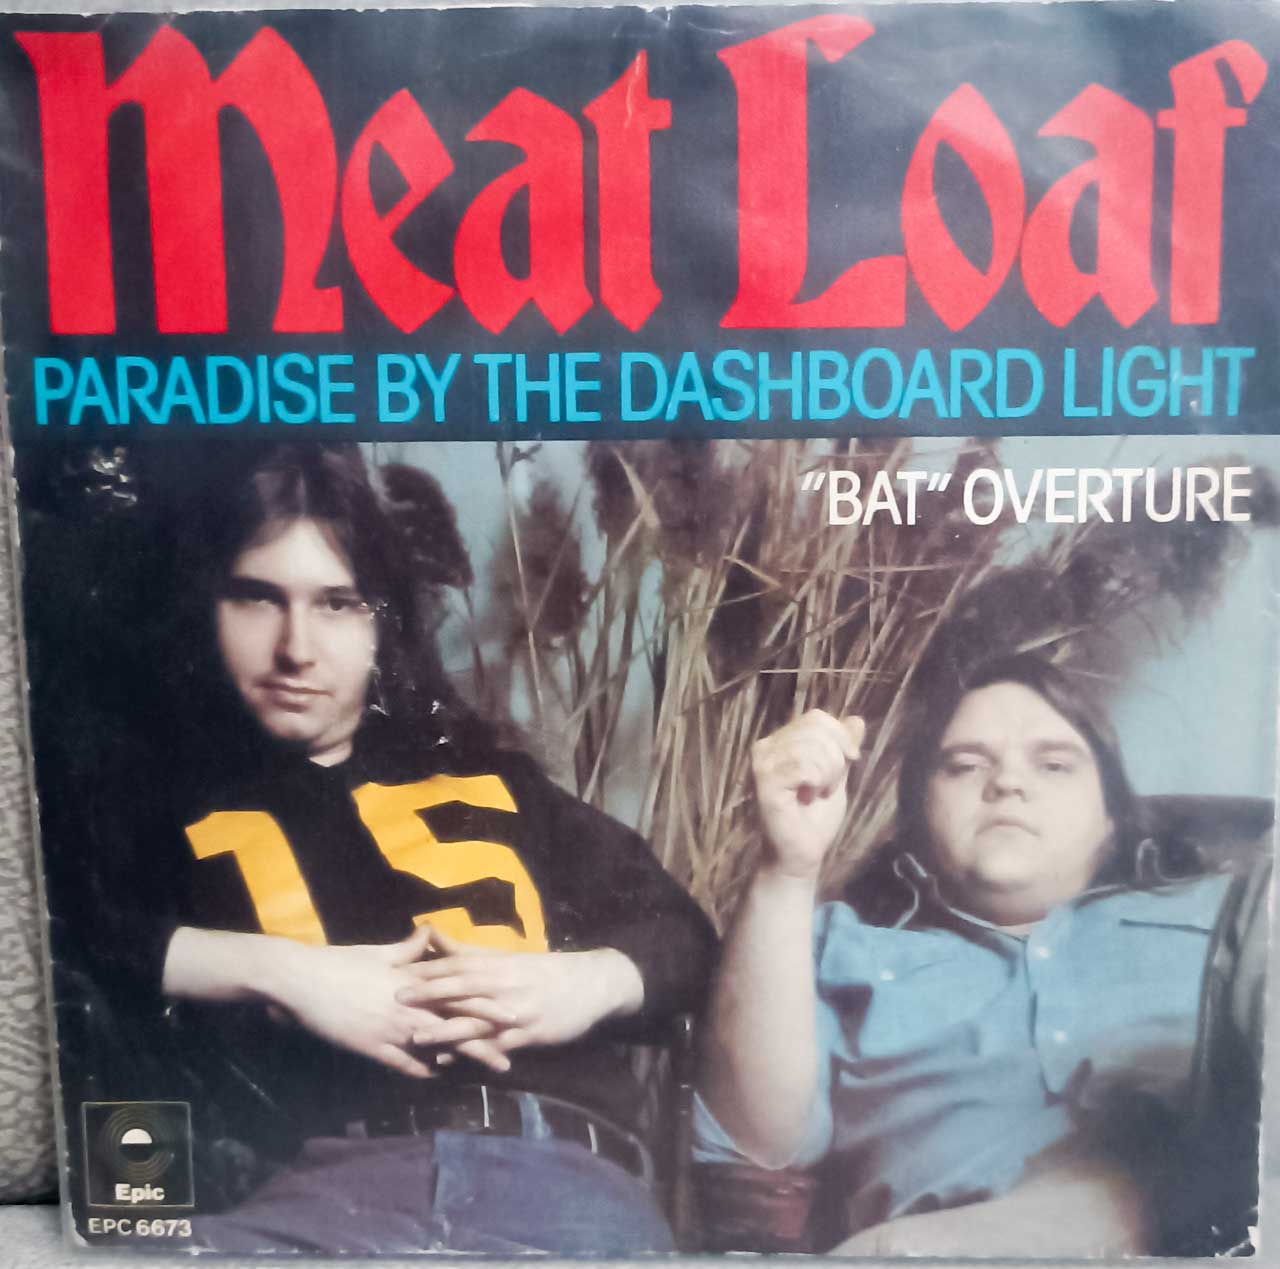 Meat Loaf
PARADISE BY THE DASHBOARD LIGHT
"BAT" OVERTURE
15
Epic
EPC 6673